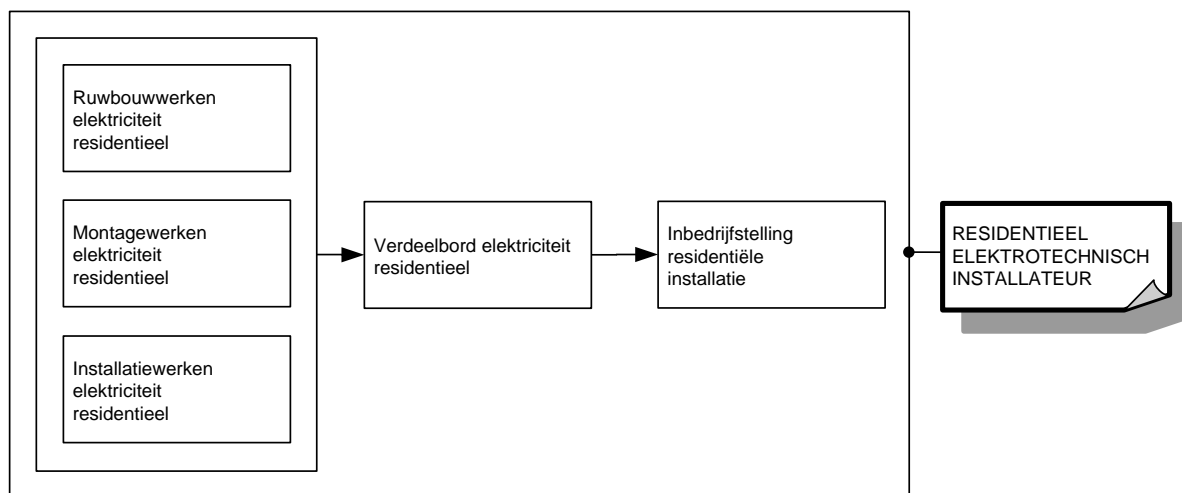 Ruwbouwwerken
elektriciteit
residentieel
Montagewerken
elektriciteit
residentieel
Installatiewerken
elektriciteit
residentieel
Verdeelbord elektriciteit
residentieel
Inbedrijfstelling
residentiële
installatie
RESIDENTIEEL
ELEKTROTECHNISCH
INSTALLATEUR